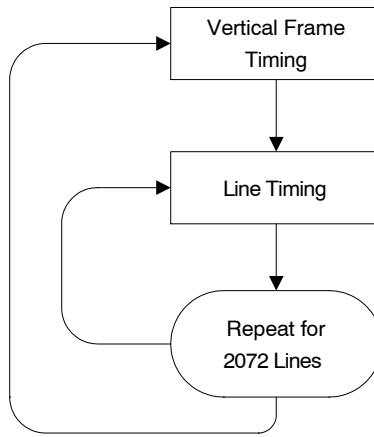 Vertical Frame
Timing
Line Timing
Repeat for
2072 Lines